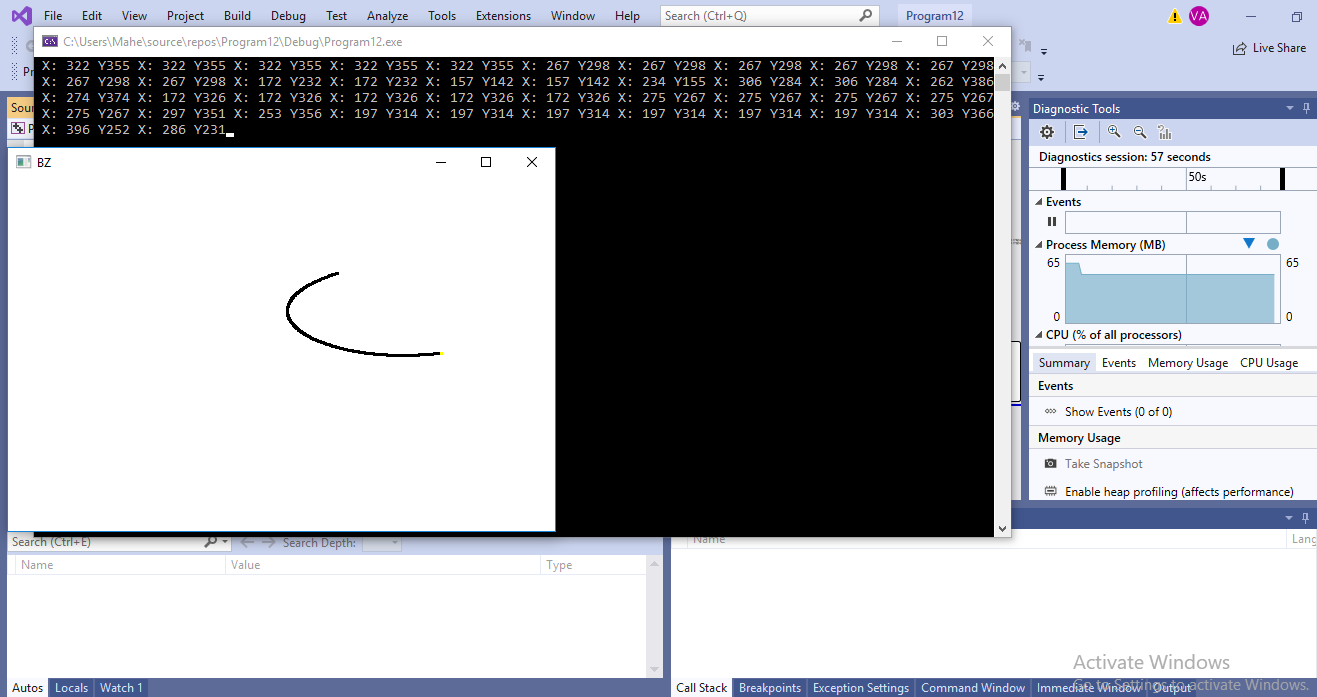 File Edit View Project Build Debug Test Analyze Tools Extensions Window Help Search (Ctrl+Q) Program12 VA
C:\Users\Mahe\source\repos\Program12\Debug\Program12.exe
Live Share
X: 322 Y355 X: 322 Y355 X: 322 Y355 X: 322 Y355 X: 322 Y355 X: 267 Y298 X: 267 Y298 X: 267 Y298 X: 267 Y298 X: 267 Y298
X: 267 Y298 X: 267 Y298 X: 172 Y232 X: 172 Y232 X: 157 Y142 X: 157 Y142 X: 234 Y155 X: 306 Y284 X: 306 Y284 X: 262 Y386
X: 274 Y374 X: 172 Y326 X: 172 Y326 X: 172 Y326 X: 172 Y326 X: 172 Y326 X: 275 Y267 X: 275 Y267 X: 275 Y267 X: 275 Y267
X: 275 Y267 X: 297 Y351 X: 253 Y356 X: 197 Y314 X: 197 Y314 X: 197 Y314 X: 197 Y314 X: 197 Y314 X: 197 Y314 X: 303 Y366
X: 396 Y252 X: 286 Y231
BZ
Diagnostic Tools
Diagnostics session: 57 seconds
50s
Events
Process Memory (MB)
65 65
0 0
CPU (% of all processors)
Summary Events Memory Usage CPU Usage
Events
Show Events (0 of 0)
Memory Usage
Take Snapshot
Enable heap profiling (affects performance)
Search (Ctrl+E) Search Depth:
Name Value Type
Name Lang
Activate Windows
Go to Settings to activate Windows.
Autos Locals Watch 1
Call Stack Breakpoints Exception Settings Command Window Immediate Window Output